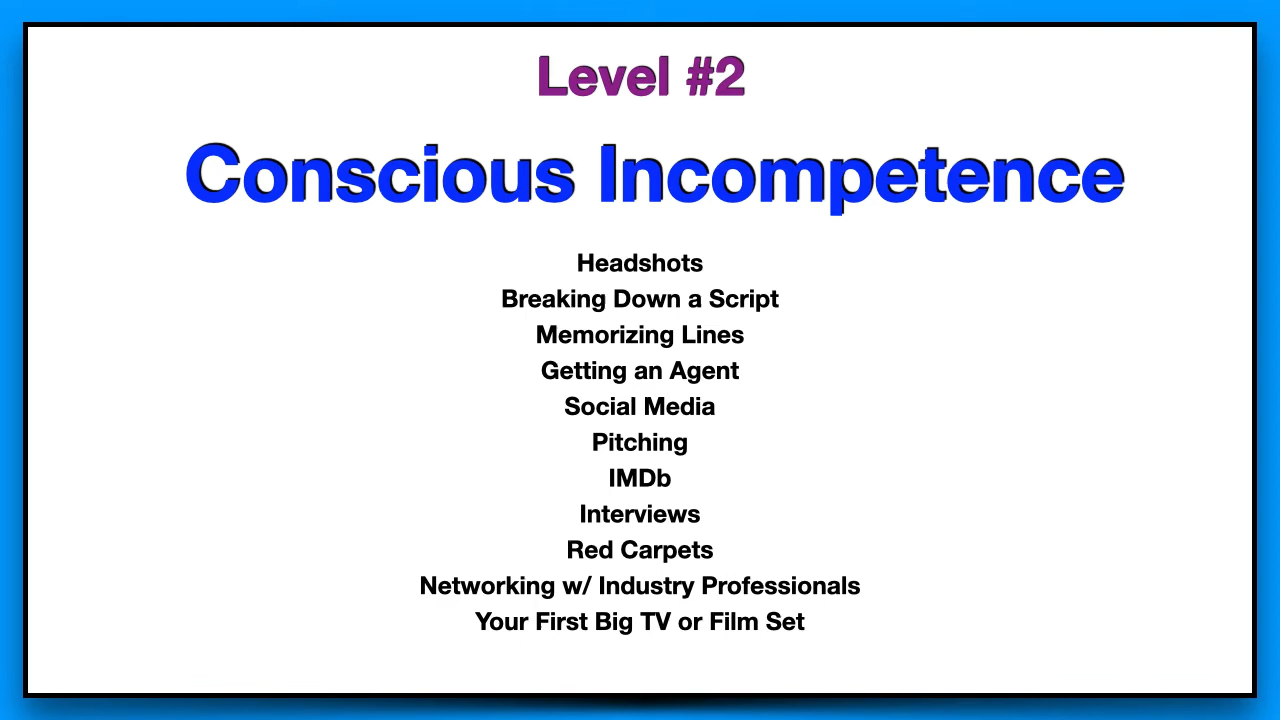 Level #2
Conscious Incompetence
Headshots
Breaking Down a Script
Memorizing Lines
Getting an Agent
Social Media
Pitching
IMDb
Interviews
Red Carpets
Networking w/ Industry Professionals
Your First Big TV or Film Set